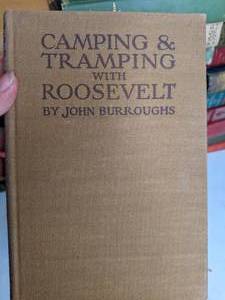 CAMPING &
TRAMPING
WITH
ROOSEVELT
BY JOHN BURROUGHS